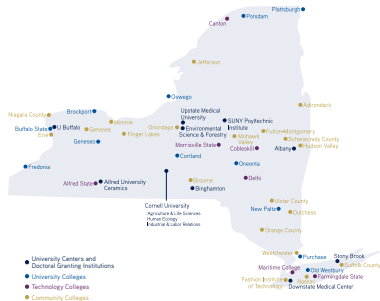 Plattsburgh
Potsdam
Canton
Jefferson
Oswego
Adirondack
Upstate Medical
University
Niagara County
Brockport
Monroe
SUNY Polytechnic
Institute
Buffalo State
U Buffalo
Genesee
Onondaga
Environmental
Science & Forestry
Fulton-Montgomery
Erie
Finger Lakes
Mohawk
Valley
Schenectady County
Geneseo
Morrisville State
Cobleskill
Albany
Hudson Valley
Cortland
Oneonta
Fredonia
Alfred State
Alfred University
Ceramics
Broome
Binghamton
Delhi
Cornell University
Agriculture & Life Sciences
Human Ecology
Industrial & Labor Relations
Ulster County
New Paltz
Dutchess
Orange County
Westchester
Purchase
Stony Brook
Maritime College
Old Westbury
Suffolk County
Fashion Institute
of Technology
Nassau
Farmingdale State
Downstate Medical Center
University Centers and
Doctoral Granting Institutions
University Colleges
Technology Colleges
Community Colleges